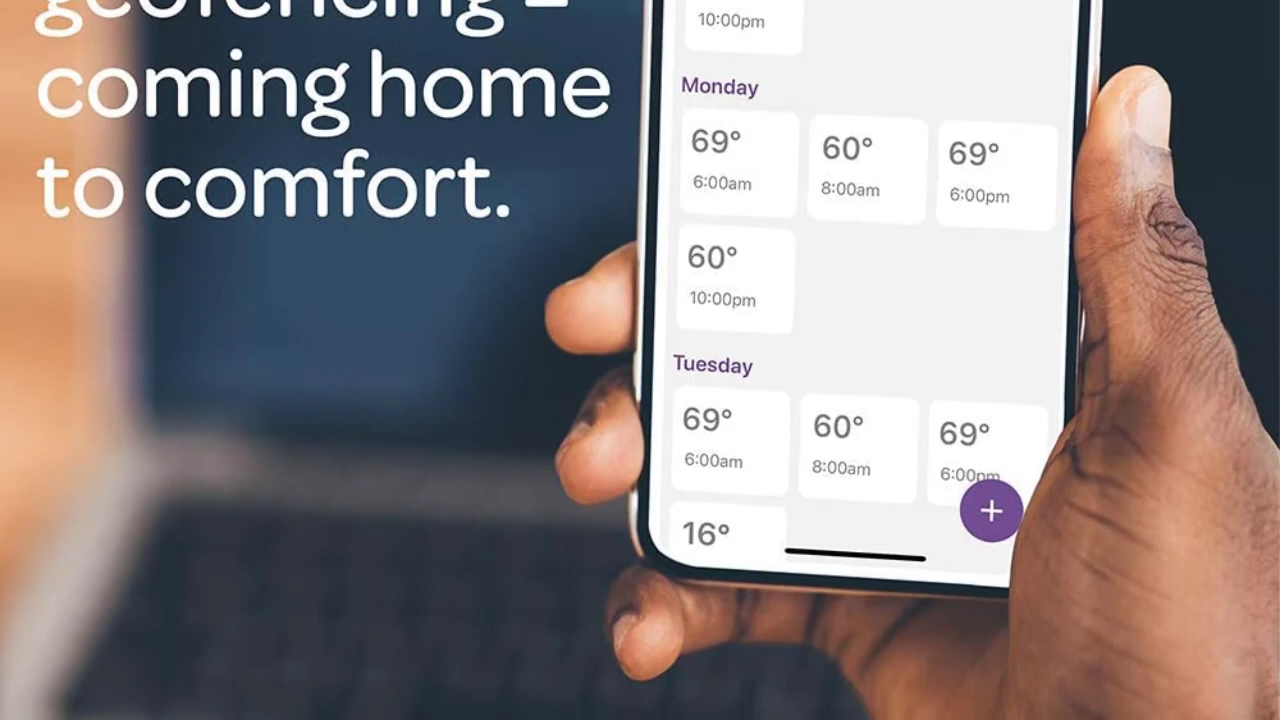 geofencing –
coming home
to comfort.
10:00pm
Monday
69° 60° 69°
6:00am 8:00am 6:00pm
60°
10:00pm
Tuesday
69° 60° 69°
6:00am 8:00am 6:00pm
16°
+